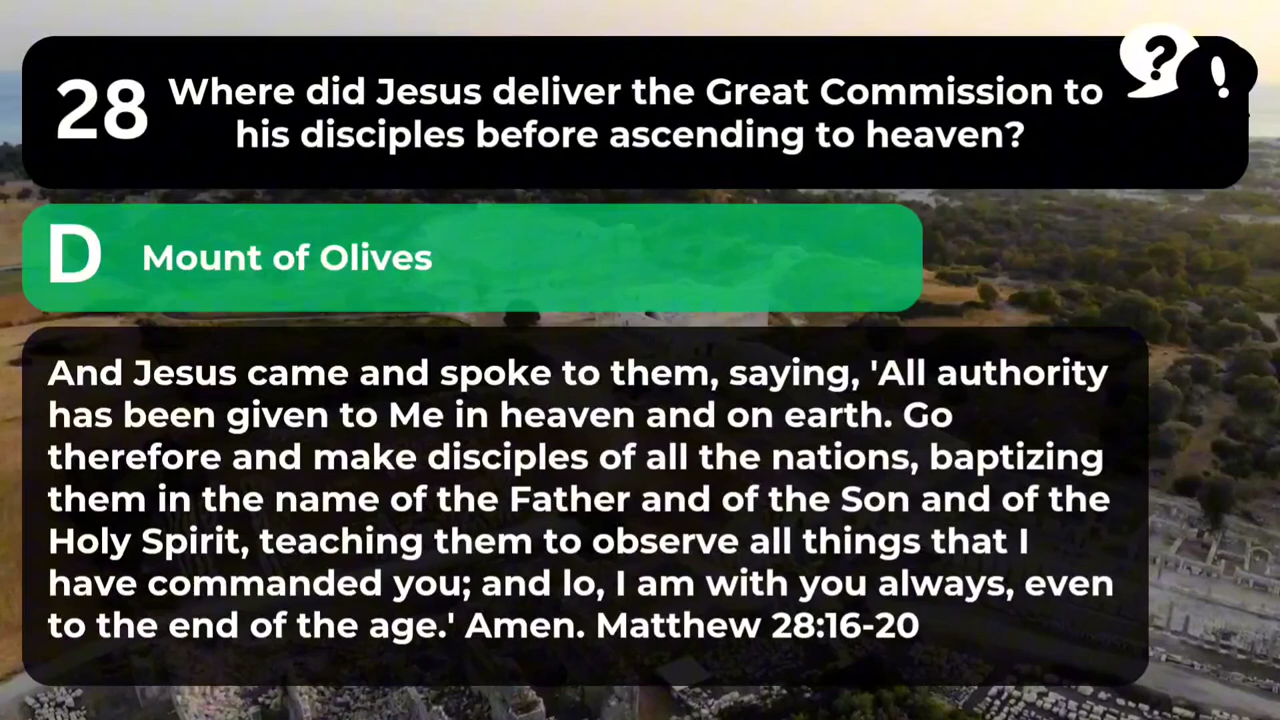 28
Where did Jesus deliver the Great Commission to
his disciples before ascending to heaven?
? !
D Mount of Olives
And Jesus came and spoke to them, saying, 'All authority
has been given to Me in heaven and on earth. Go
therefore and make disciples of all the nations, baptizing
them in the name of the Father and of the Son and of the
Holy Spirit, teaching them to observe all things that I
have commanded you; and lo, I am with you always, even
to the end of the age.' Amen. Matthew 28:16-20